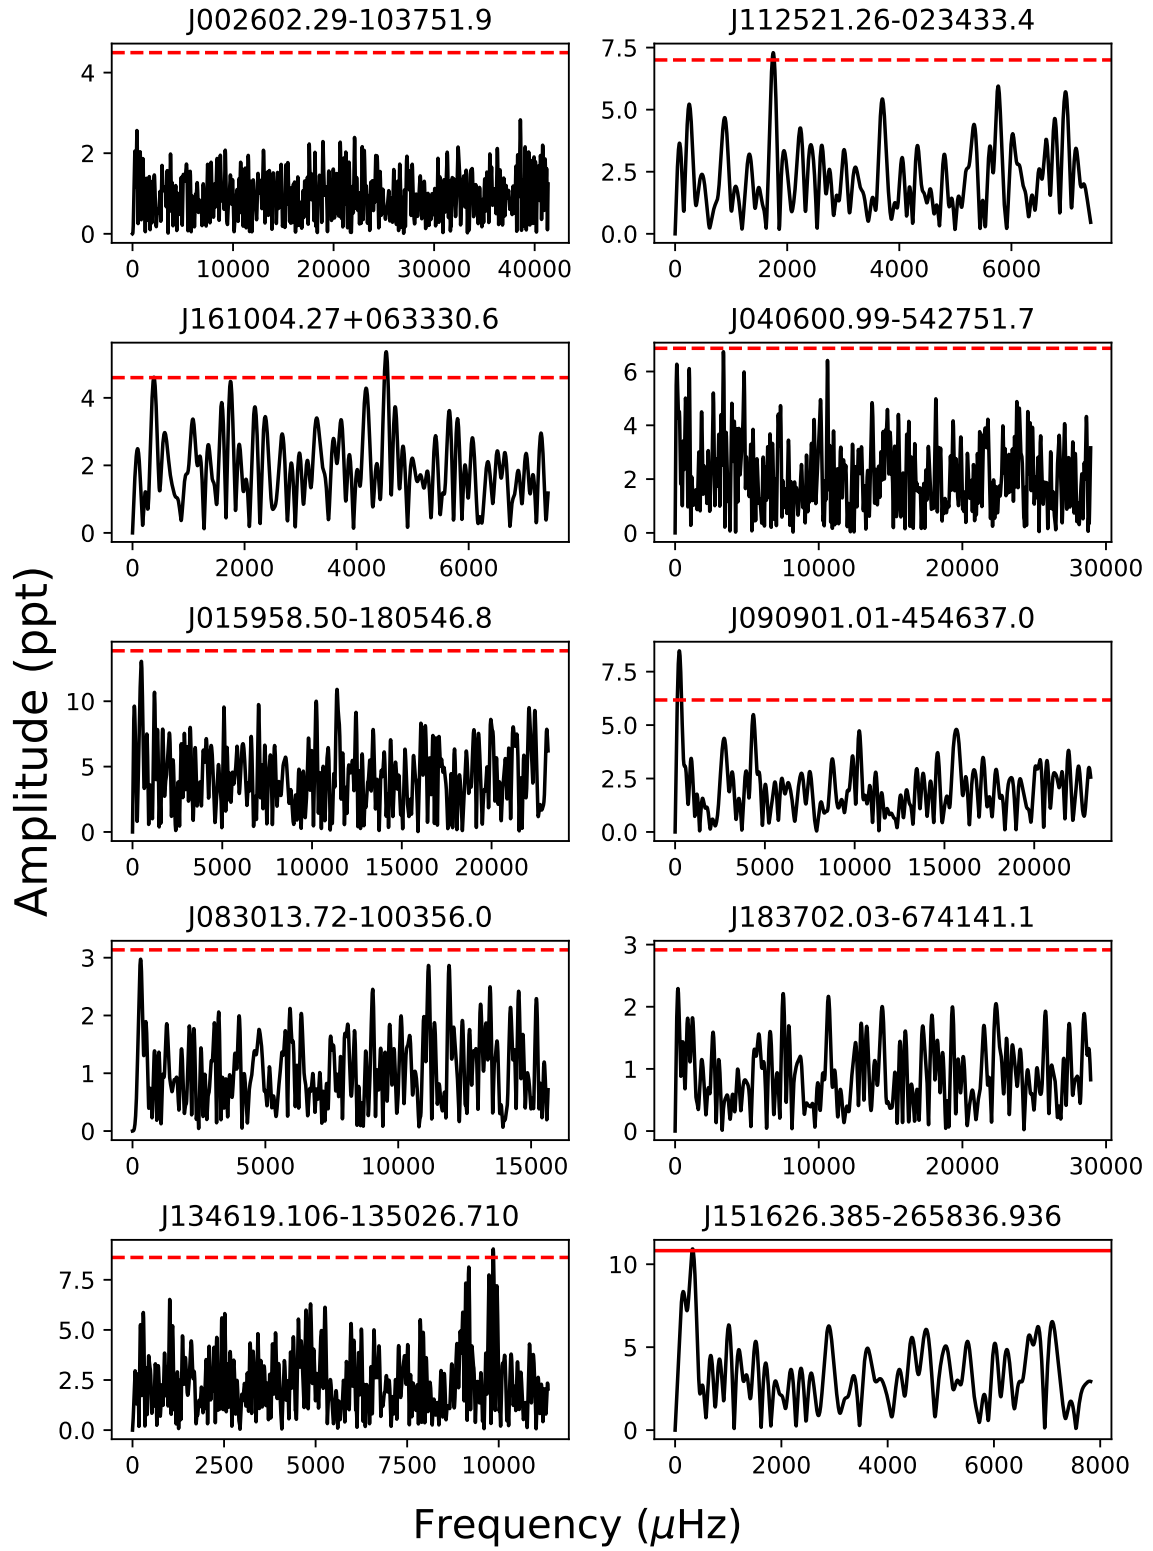 J002602.29-103751.9
4
2
0
0 10000 20000 30000 40000
J112521.26-023433.4
7.5
5.0
2.5
0.0
0 2000 4000 6000
J161004.27+063330.6
4
2
0
0 2000 4000 6000
J040600.99-542751.7
6
4
2
0
0 10000 20000 30000
J015958.50-180546.8
10
5
0
0 5000 10000 15000 20000
J090901.01-454637.0
7.5
5.0
2.5
0.0
0 5000 10000 15000 20000
J083013.72-100356.0
3
2
1
0
0 5000 10000 15000
J183702.03-674141.1
3
2
1
0
0 10000 20000 30000
J134619.106-135026.710
7.5
5.0
2.5
0.0
0 2500 5000 7500 10000
J151626.385-265836.936
10
5
0
0 2000 4000 6000 8000
Amplitude (ppt)
Frequency (μHz)